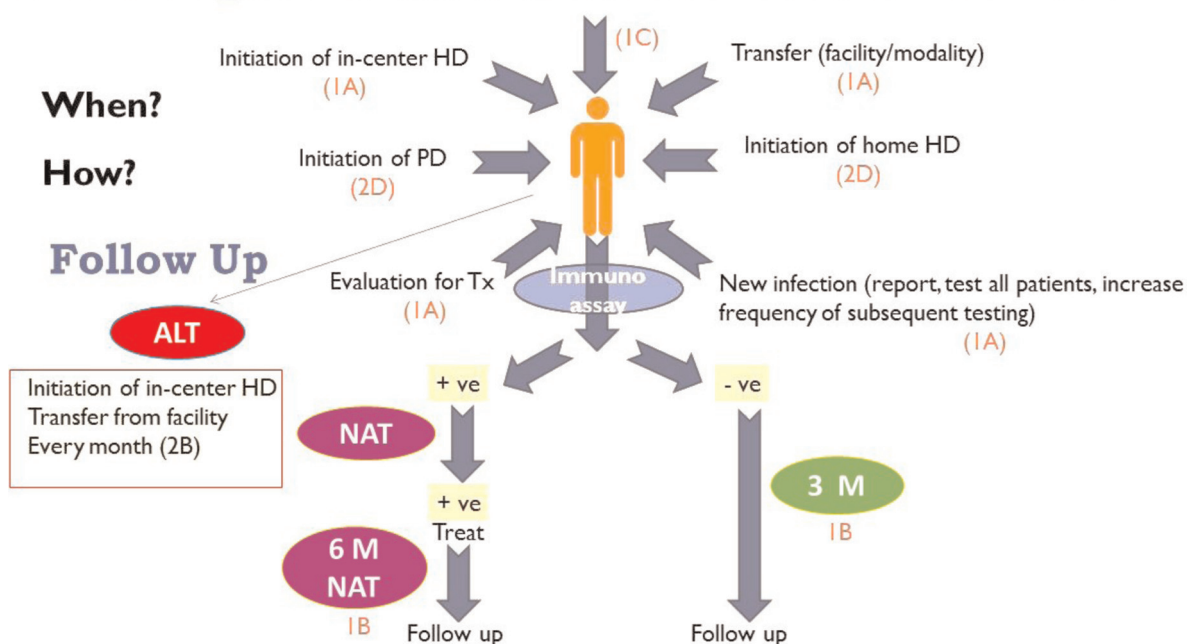 (1C)
Initiation of in-center HD
(1A)
Transfer (facility/modality)
(1A)
When?
How?
Initiation of PD
(2D)
Initiation of home HD
(2D)
Follow Up
Evaluation for Tx
(1A)
Immuno
assay
New infection (report, test all patients, increase
frequency of subsequent testing)
(1A)
ALT
Initiation of in-center HD
Transfer from facility
Every month (2B)
+ ve
- ve
NAT
3 M
1B
+ ve
Treat
6 M
NAT
1B
Follow up
Follow up